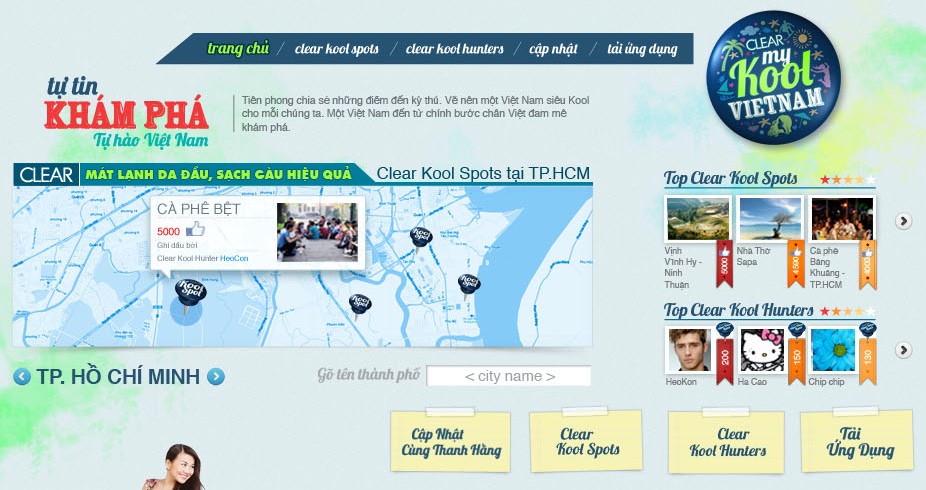 trang chủ / clear kool spots / clear kool hunters / cập nhật / tải ứng dụng
CLEAR
my
Kool
VIETNAM
tự tin
KHÁM PHÁ
Tự hào Việt Nam
Tiên phong chia sẻ những điểm đến kỳ thú. Vẽ nên một Việt Nam siêu Kool
cho mỗi chúng ta. Một Việt Nam đến từ chính bước chân Việt đam mê
khám phá.
CLEAR MÁT LẠNH DA ĐẦU, SẠCH GÀU HIỆU QUẢ
Clear Kool Spots tại TP.HCM
CÀ PHÊ BỆT
5000
Ghi dấu bởi
Clear Kool Hunter HeoCon
Kool Spot
Kool Spot
Kool Spot
Kool Spot
Top Clear Kool Spots
5000
4500
4000
Vịnh
Vĩnh Hy -
Ninh
Thuận
Nhà Thờ
Sapa
Cà phê
Bâng
Khuâng -
TP.HCM
Top Clear Kool Hunters
200
150
130
HeoKon
Ha Cao
Chip chip
TP. HỒ CHÍ MINH
Gõ tên thành phố
< city name >
Cập Nhật
Cùng Thanh Hằng
Clear
Kool Spots
Clear
Kool Hunters
Tải
Ứng Dụng